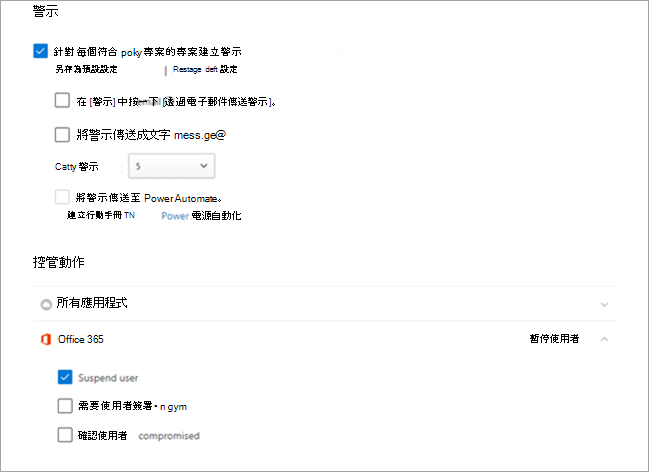 警示
針對每個符合 poky 專案的專案建立警示
另存為預設設定 | Restage deft 設定
在 [警示] 中按一下 [透過電子郵件傳送警示]。
將警示傳送成文字 mess.ge@
Catty 警示 5
將警示傳送至 Power Automate。
建立行動手冊 TN Power 電源自動化
控管動作
所有應用程式
Office 365 暫停使用者
Suspend user
需要使用者簽署 · n gym
確認使用者 compromised